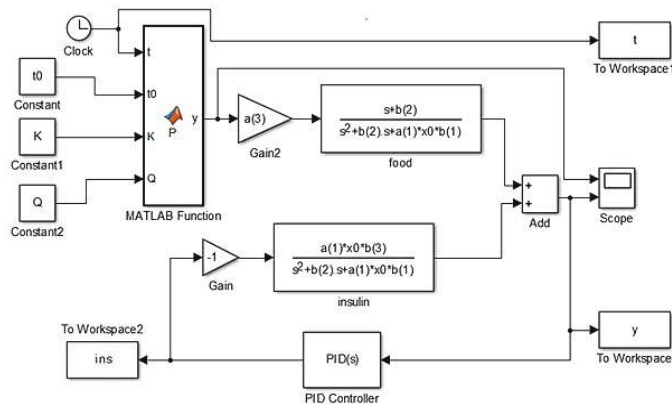 t
To Workspace1
Clock
t
t0
Constant
t0
K
Constant1
K
P
y
Q
Constant2
Q
MATLAB Function
a(3)
Gain2
s+b(2)
s²+b(2).s+a(1)*x0*b(1)
food
+
+
Add
Scope
-1
Gain
a(1)*x0*b(3)
s²+b(2).s+a(1)*x0*b(1)
insulin
To Workspace2
ins
PID(s)
PID Controller
y
To Workspace